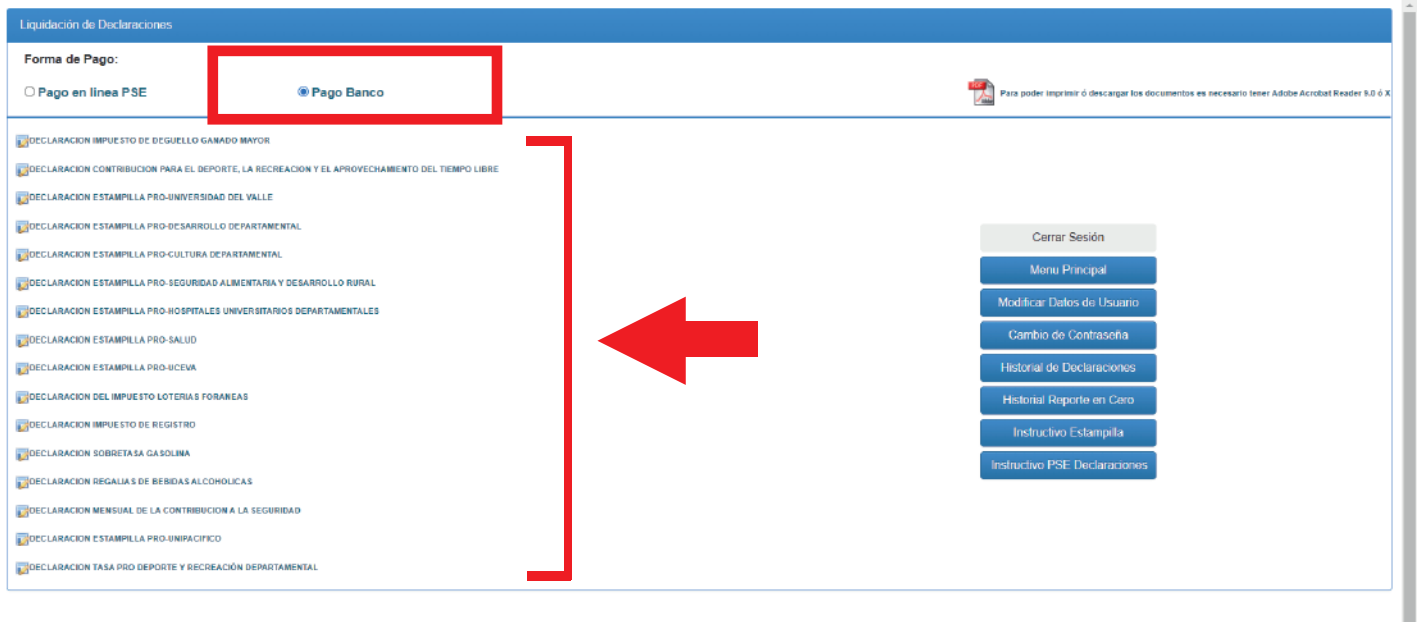 Liquidación de Declaraciones
Forma de Pago:
Pago en linea PSE
Pago Banco
Para poder imprimir ó descargar los documentos es necesario tener Adobe Acrobat Reader 9.0 ó X
DECLARACION IMPUESTO DE DEGUELLO GANADO MAYOR
DECLARACION CONTRIBUCION PARA EL DEPORTE, LA RECREACION Y EL APROVECHAMIENTO DEL TIEMPO LIBRE
DECLARACION ESTAMPILLA PRO-UNIVERSIDAD DEL VALLE
DECLARACION ESTAMPILLA PRO-DESARROLLO DEPARTAMENTAL
DECLARACION ESTAMPILLA PRO-CULTURA DEPARTAMENTAL
DECLARACION ESTAMPILLA PRO-SEGURIDAD ALIMENTARIA Y DESARROLLO RURAL
DECLARACION ESTAMPILLA PRO-HOSPITALES UNIVERSITARIOS DEPARTAMENTALES
DECLARACION ESTAMPILLA PRO-SALUD
DECLARACION ESTAMPILLA PRO-UCEVA
DECLARACION DEL IMPUESTO LOTERIAS FORANEAS
DECLARACION IMPUESTO DE REGISTRO
DECLARACION SOBRETASA GASOLINA
DECLARACION REGALIAS DE BEBIDAS ALCOHOLICAS
DECLARACION MENSUAL DE LA CONTRIBUCION A LA SEGURIDAD
DECLARACION ESTAMPILLA PRO-UNIPACIFICO
DECLARACION TASA PRO DEPORTE Y RECREACIÓN DEPARTAMENTAL
Cerrar Sesión
Menu Principal
Modificar Datos de Usuario
Cambio de Contraseña
Historial de Declaraciones
Historial Reporte en Cero
Instructivo Estampilla
Instructivo PSE Declaraciones